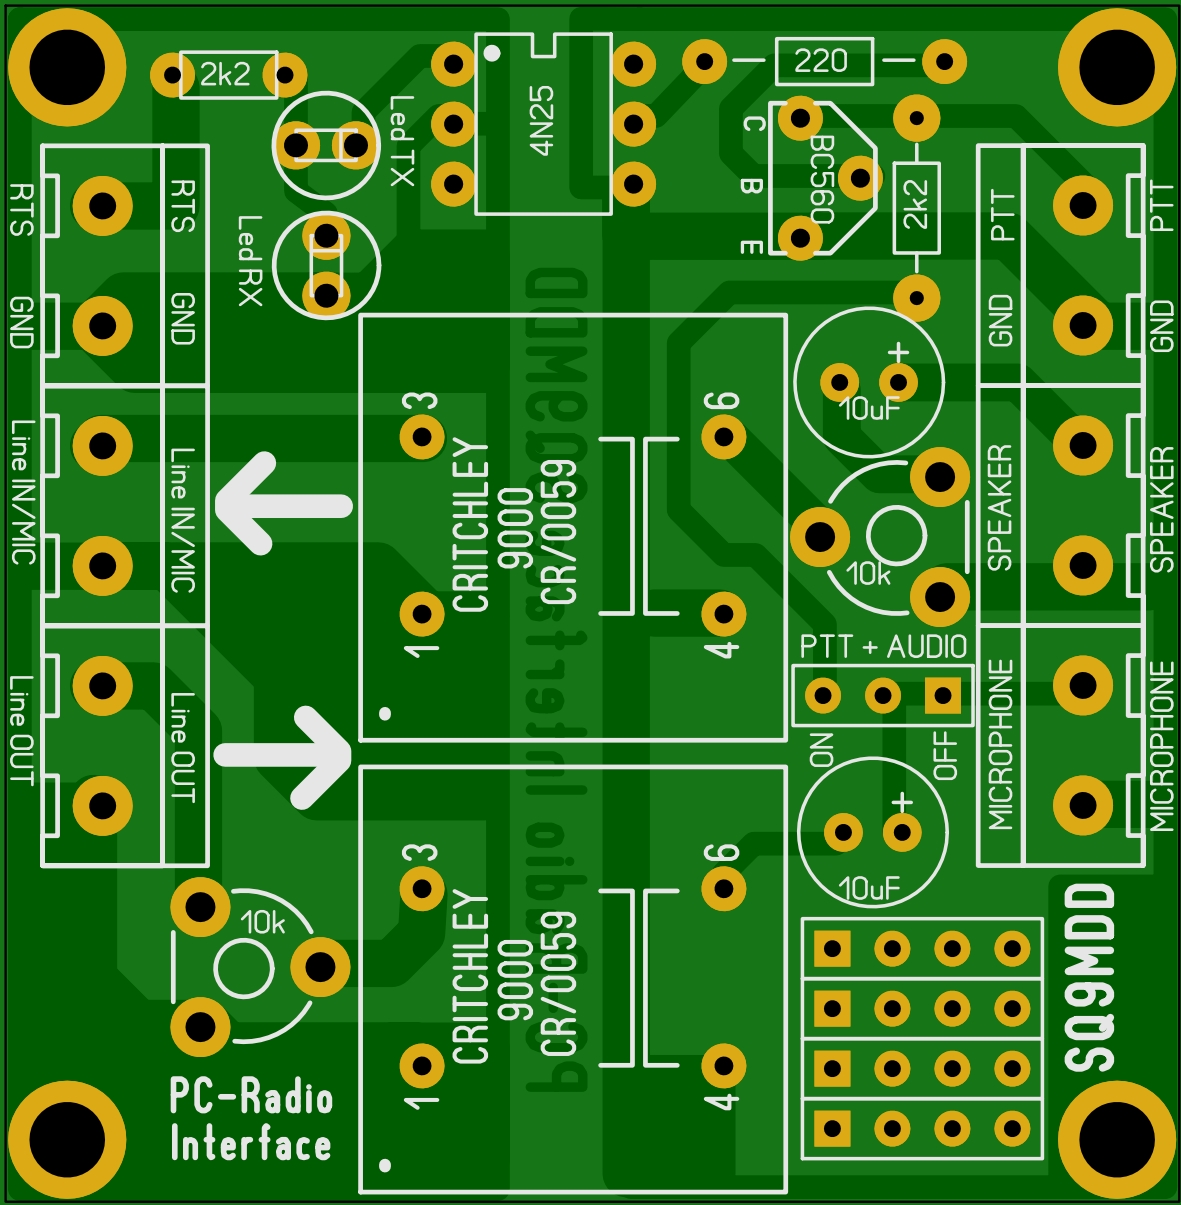 2k2
Led TX
Led RX
4N25
220
C
B
E
BC560
2k2
RTS
RTS
GND
GND
Line IN/MIC
Line IN/MIC
Line OUT
Line OUT
PTT
PTT
GND
GND
SPEAKER
SPEAKER
MICROPHONE
MICROPHONE
+
10uF
10k
3
6
CRITCHLEY
9000
CR/0059
1
4
PTT + AUDIO
ON
OFF
+
10uF
3
6
CRITCHLEY
9000
CR/0059
1
4
10k
PC-Radio
Interface
SQ9MDD
PC-Radio Interface SQ9MDD